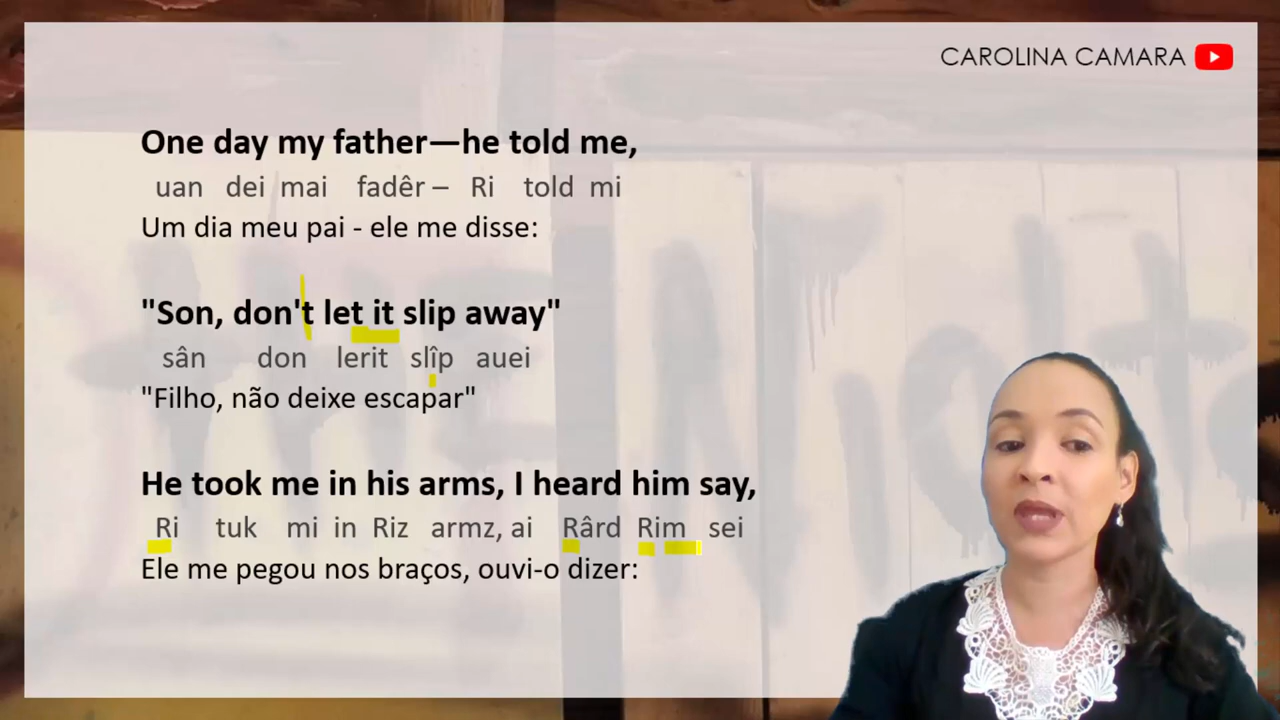 CAROLINA CAMARA
One day my father—he told me,
uan dei mai fadêr – Ri told mi
Um dia meu pai - ele me disse:
"Son, don't let it slip away"
sân don lerit slîp auei
"Filho, não deixe escapar"
He took me in his arms, I heard him say,
Ri tuk mi in Riz armz, ai Rârd Rim sei
Ele me pegou nos braços, ouvi-o dizer: